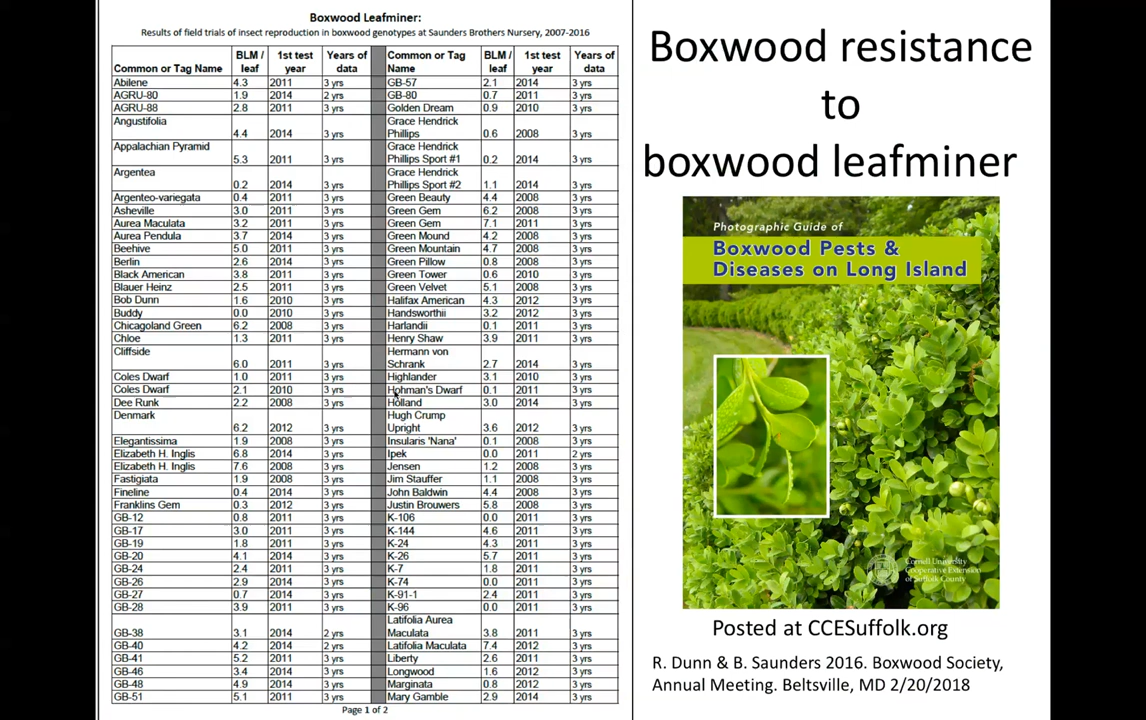 Boxwood Leafminer:
Results of field trials of insect reproduction in boxwood genotypes at Saunders Brothers Nursery, 2007-2016
Common or Tag Name BLM / leaf 1st test year Years of data
Abilene 4.3 2011 3 yrs
AGRU-80 1.9 2014 2 yrs
AGRU-88 2.8 2011 3 yrs
Angustifolia 4.4 2014 3 yrs
Appalachian Pyramid 5.3 2011 3 yrs
Argentea 0.2 2014 3 yrs
Argenteo-variegata 0.4 2011 3 yrs
Asheville 3.0 2011 3 yrs
Aurea Maculata 3.2 2011 3 yrs
Aurea Pendula 3.7 2014 3 yrs
Beehive 5.0 2011 3 yrs
Berlin 2.6 2014 3 yrs
Black American 3.8 2011 3 yrs
Blauer Heinz 2.5 2011 3 yrs
Bob Dunn 1.6 2010 3 yrs
Buddy 0.0 2010 3 yrs
Chicagoland Green 6.2 2008 3 yrs
Chloe 1.3 2011 3 yrs
Cliffside 6.0 2011 3 yrs
Coles Dwarf 1.0 2011 3 yrs
Coles Dwarf 2.1 2010 3 yrs
Dee Runk 2.2 2008 3 yrs
Denmark 6.2 2012 3 yrs
Elegantissima 1.9 2008 3 yrs
Elizabeth H. Inglis 6.8 2014 3 yrs
Elizabeth H. Inglis 7.6 2008 3 yrs
Fastigiata 1.9 2008 3 yrs
Fineline 0.4 2014 3 yrs
Franklins Gem 0.3 2012 3 yrs
GB-12 0.8 2011 3 yrs
GB-17 3.0 2011 3 yrs
GB-19 1.8 2011 3 yrs
GB-20 4.1 2014 3 yrs
GB-24 2.4 2011 3 yrs
GB-26 2.9 2014 3 yrs
GB-27 0.7 2014 3 yrs
GB-28 3.9 2011 3 yrs
GB-38 3.1 2014 2 yrs
GB-40 4.2 2014 2 yrs
GB-41 5.2 2011 3 yrs
GB-46 3.4 2014 3 yrs
GB-48 4.9 2014 3 yrs
GB-51 5.1 2011 3 yrs
Common or Tag Name BLM / leaf 1st test year Years of data
GB-57 2.1 2014 3 yrs
GB-80 0.7 2011 3 yrs
Golden Dream 0.9 2010 3 yrs
Grace Hendrick
Phillips 0.6 2008 3 yrs
Grace Hendrick
Phillips Sport #1 0.2 2014 3 yrs
Grace Hendrick
Phillips Sport #2 1.1 2014 3 yrs
Green Beauty 4.4 2008 3 yrs
Green Gem 6.2 2008 3 yrs
Green Gem 7.1 2011 3 yrs
Green Mound 4.2 2008 3 yrs
Green Mountain 4.7 2008 3 yrs
Green Pillow 0.8 2008 3 yrs
Green Tower 0.6 2010 3 yrs
Green Velvet 5.1 2008 3 yrs
Halifax American 4.3 2012 3 yrs
Handsworthii 3.2 2012 3 yrs
Harlandii 0.1 2011 3 yrs
Henry Shaw 3.9 2011 3 yrs
Hermann von
Schrank 2.7 2014 3 yrs
Highlander 3.1 2010 3 yrs
Hohman's Dwarf 0.1 2011 3 yrs
Holland 3.0 2014 3 yrs
Hugh Crump
Upright 3.6 2012 3 yrs
Insularis 'Nana' 0.1 2008 3 yrs
Ipek 0.0 2011 2 yrs
Jensen 1.2 2008 3 yrs
Jim Stauffer 1.1 2008 3 yrs
John Baldwin 4.4 2008 3 yrs
Justin Brouwers 5.8 2008 3 yrs
K-106 0.0 2011 3 yrs
K-144 4.6 2011 3 yrs
K-24 4.3 2011 3 yrs
K-26 5.7 2011 3 yrs
K-7 1.8 2011 3 yrs
K-74 0.0 2011 3 yrs
K-91-1 2.4 2011 3 yrs
K-96 0.0 2011 3 yrs
Latifolia Aurea
Maculata 3.8 2011 3 yrs
Latifolia Maculata 7.4 2012 3 yrs
Liberty 2.6 2011 3 yrs
Longwood 1.6 2012 3 yrs
Marginata 0.8 2012 3 yrs
Mary Gamble 2.9 2014 3 yrs
Page 1 of 2
Boxwood resistance
to
boxwood leafminer
Photographic Guide of
Boxwood Pests &
Diseases on Long Island
Cornell University
Cooperative Extension
of Suffolk County
Posted at CCESuffolk.org
R. Dunn & B. Saunders 2016. Boxwood Society,
Annual Meeting. Beltsville, MD 2/20/2018